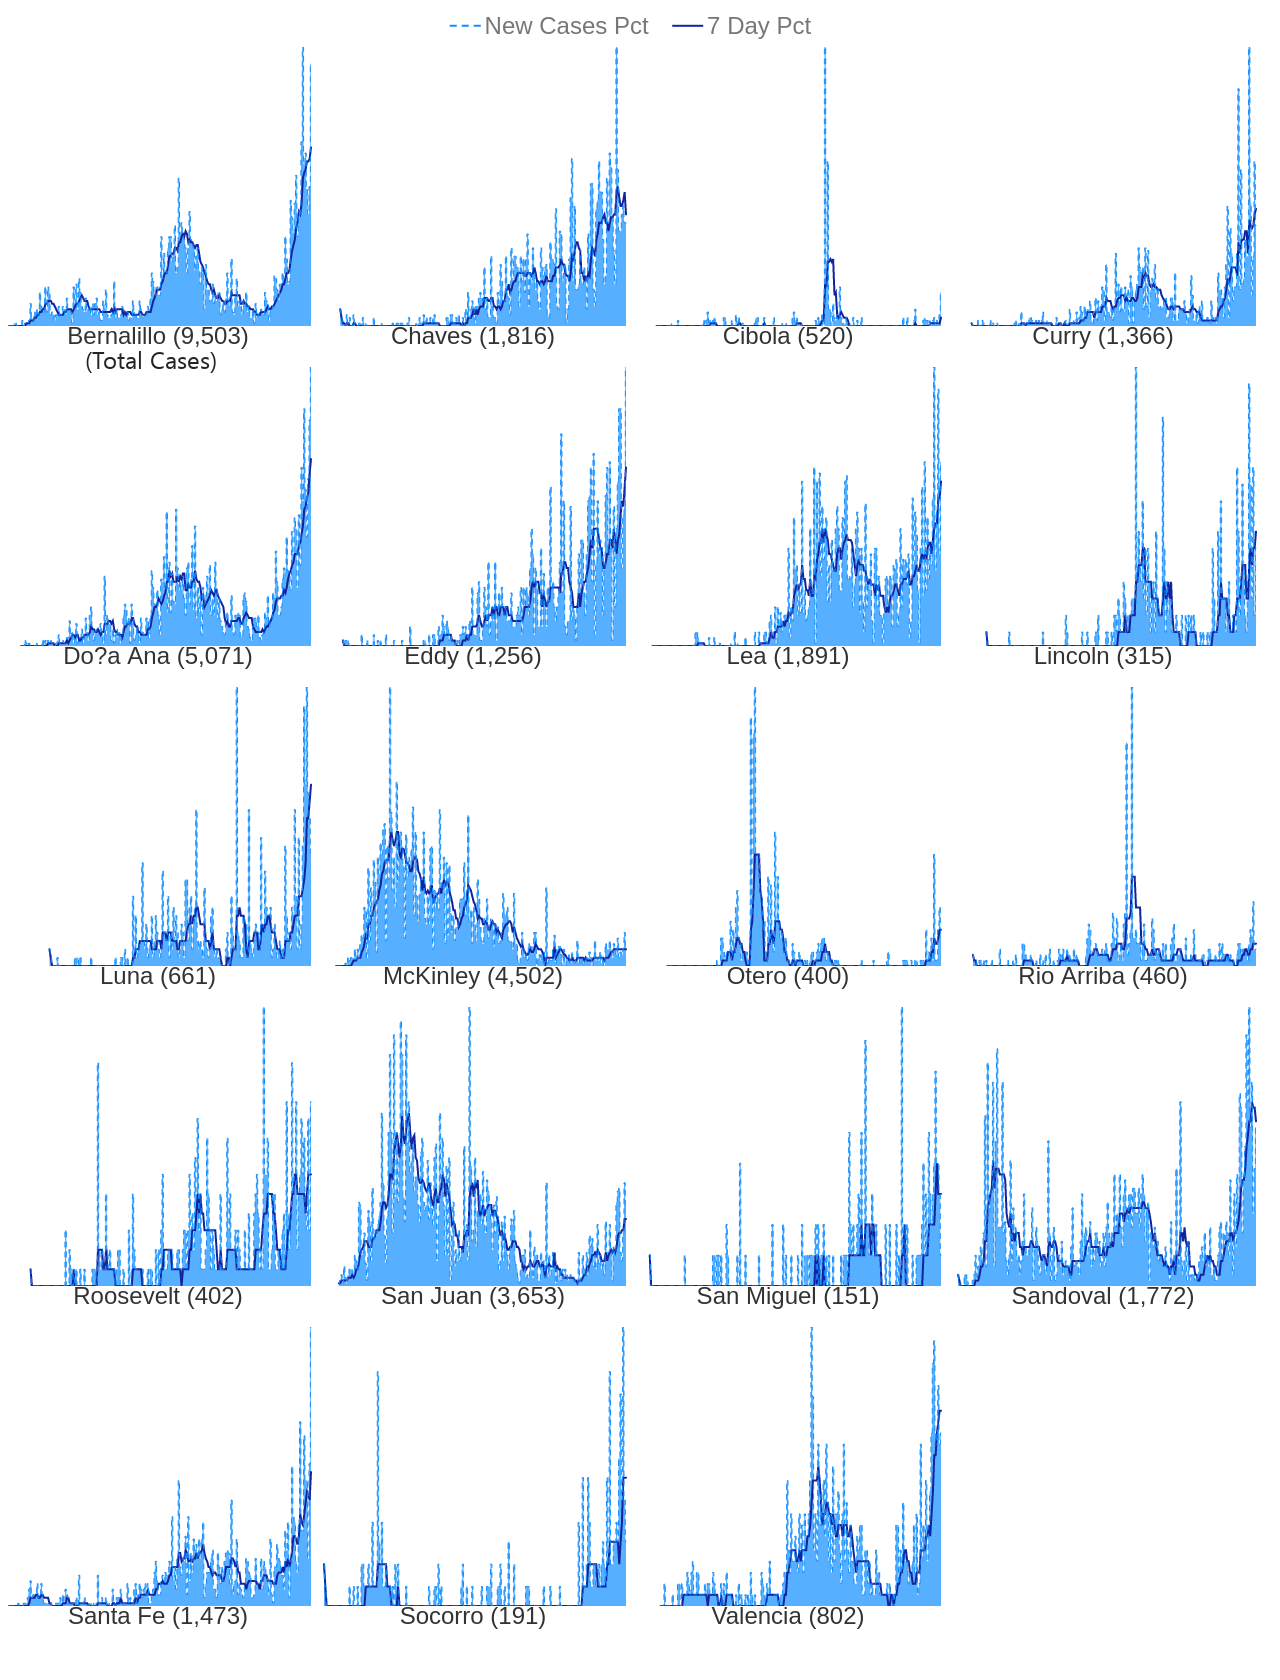 New Cases Pct 7 Day Pct
Bernalillo (9,503) Chaves (1,816) Cibola (520) Curry (1,366)
(Total Cases)
Do?a Ana (5,071) Eddy (1,256) Lea (1,891) Lincoln (315)
Luna (661) McKinley (4,502) Otero (400) Rio Arriba (460)
Roosevelt (402) San Juan (3,653) San Miguel (151) Sandoval (1,772)
Santa Fe (1,473) Socorro (191) Valencia (802)